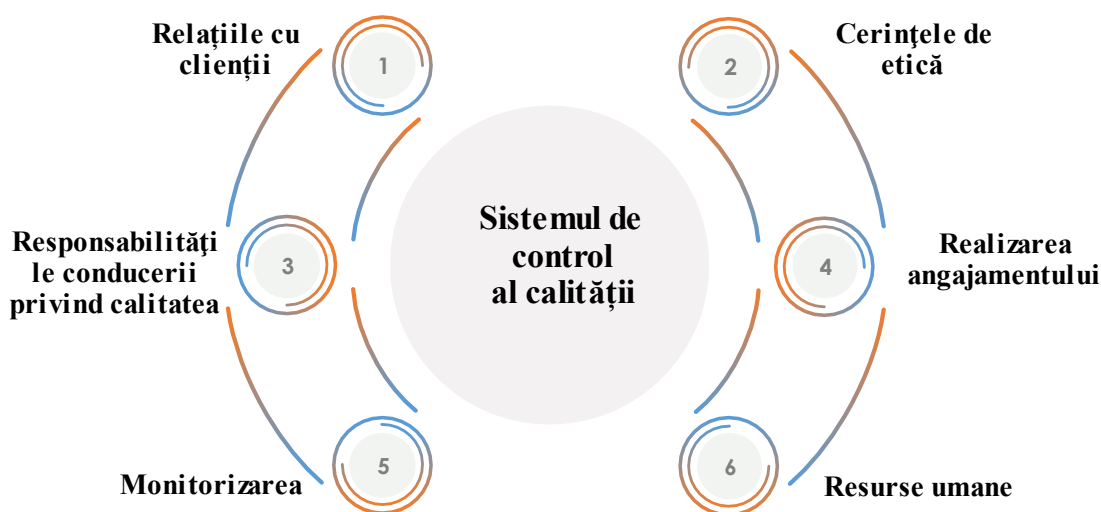 Relațiile cu
clienții
1
2
Cerinţele de
etică
Sistemul de
control
al calității
Responsabilităţi
le conducerii
privind calitatea
3
4
Realizarea
angajamentului
Monitorizarea
5
6
Resurse umane